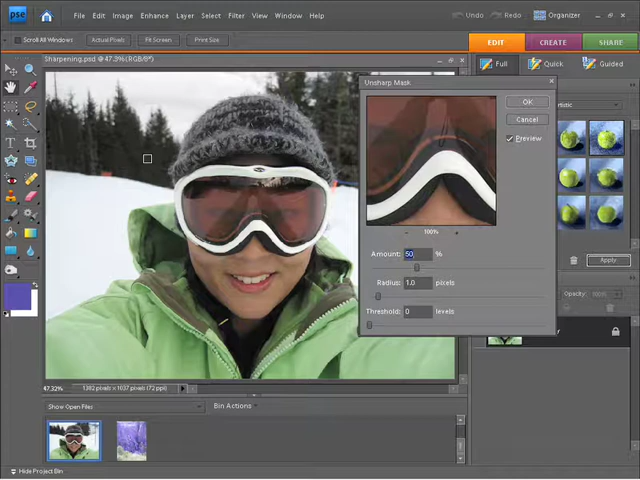 pse File Edit Image Enhance Layer Select Filter View Window Help Undo Redo Organizer
Scroll All Windows Actual Pixels Fit Screen Print Size
EDIT CREATE SHARE
Sharpening.psd @ 47.3% (RGB/8*)
Full Quick Guided
Unsharp Mask
OK
Cancel
Preview
100%
Amount: 50 %
Radius: 1.0 pixels
Threshold: 0 levels
Apply
Opacity:
47.32% 1382 pixels x 1037 pixels (72 ppi)
Show Open Files Bin Actions
Hide Project Bin